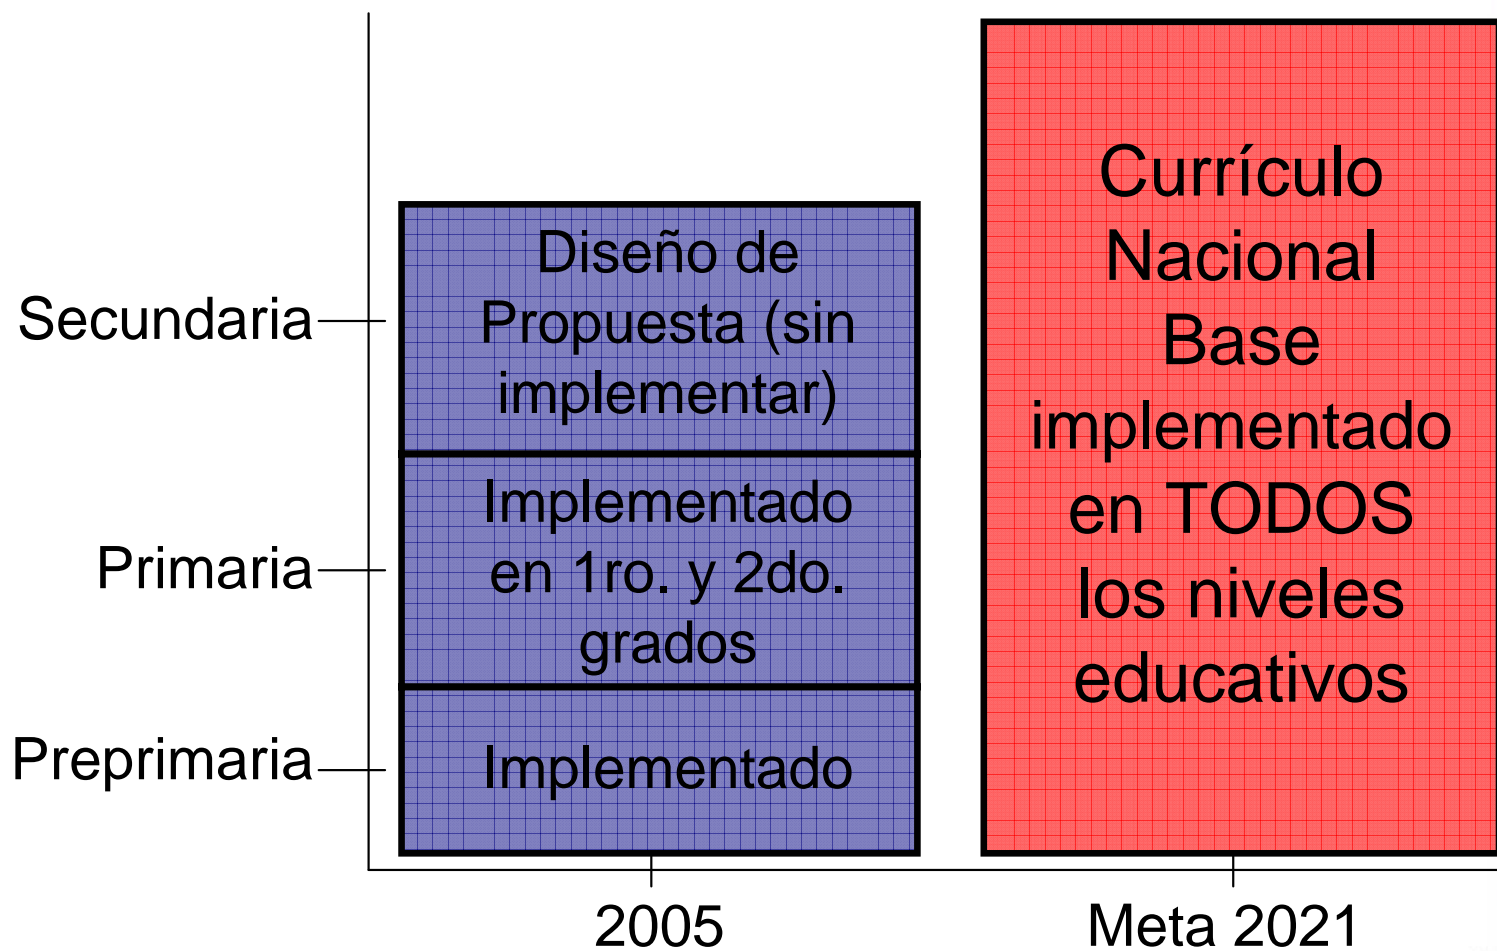 Secundaria
Primaria
Preprimaria
Diseño de
Propuesta (sin
implementar)
Implementado
en 1ro. y 2do.
grados
Implementado
Currículo
Nacional
Base
implementado
en TODOS
los niveles
educativos
2005
Meta 2021